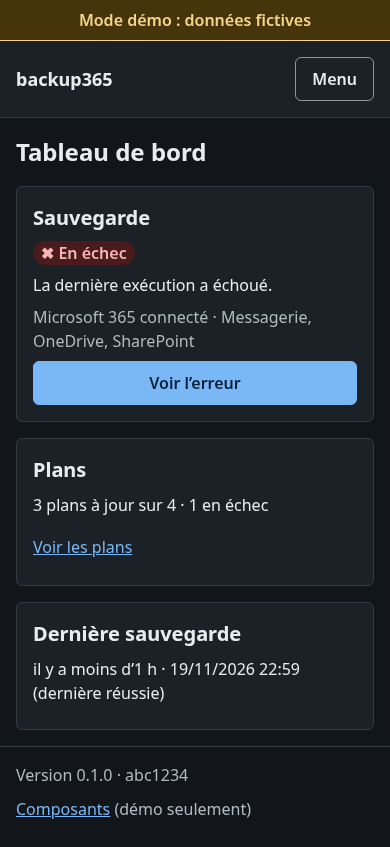 Mode démo : données fictives
backup365
Menu
Tableau de bord
Sauvegarde
✖ En échec
La dernière exécution a échoué.
Microsoft 365 connecté · Messagerie,
OneDrive, SharePoint
Voir l’erreur
Plans
3 plans à jour sur 4 · 1 en échec
Voir les plans
Dernière sauvegarde
il y a moins d’1 h · 19/11/2026 22:59
(dernière réussie)
Version 0.1.0 · abc1234
Composants (démo seulement)